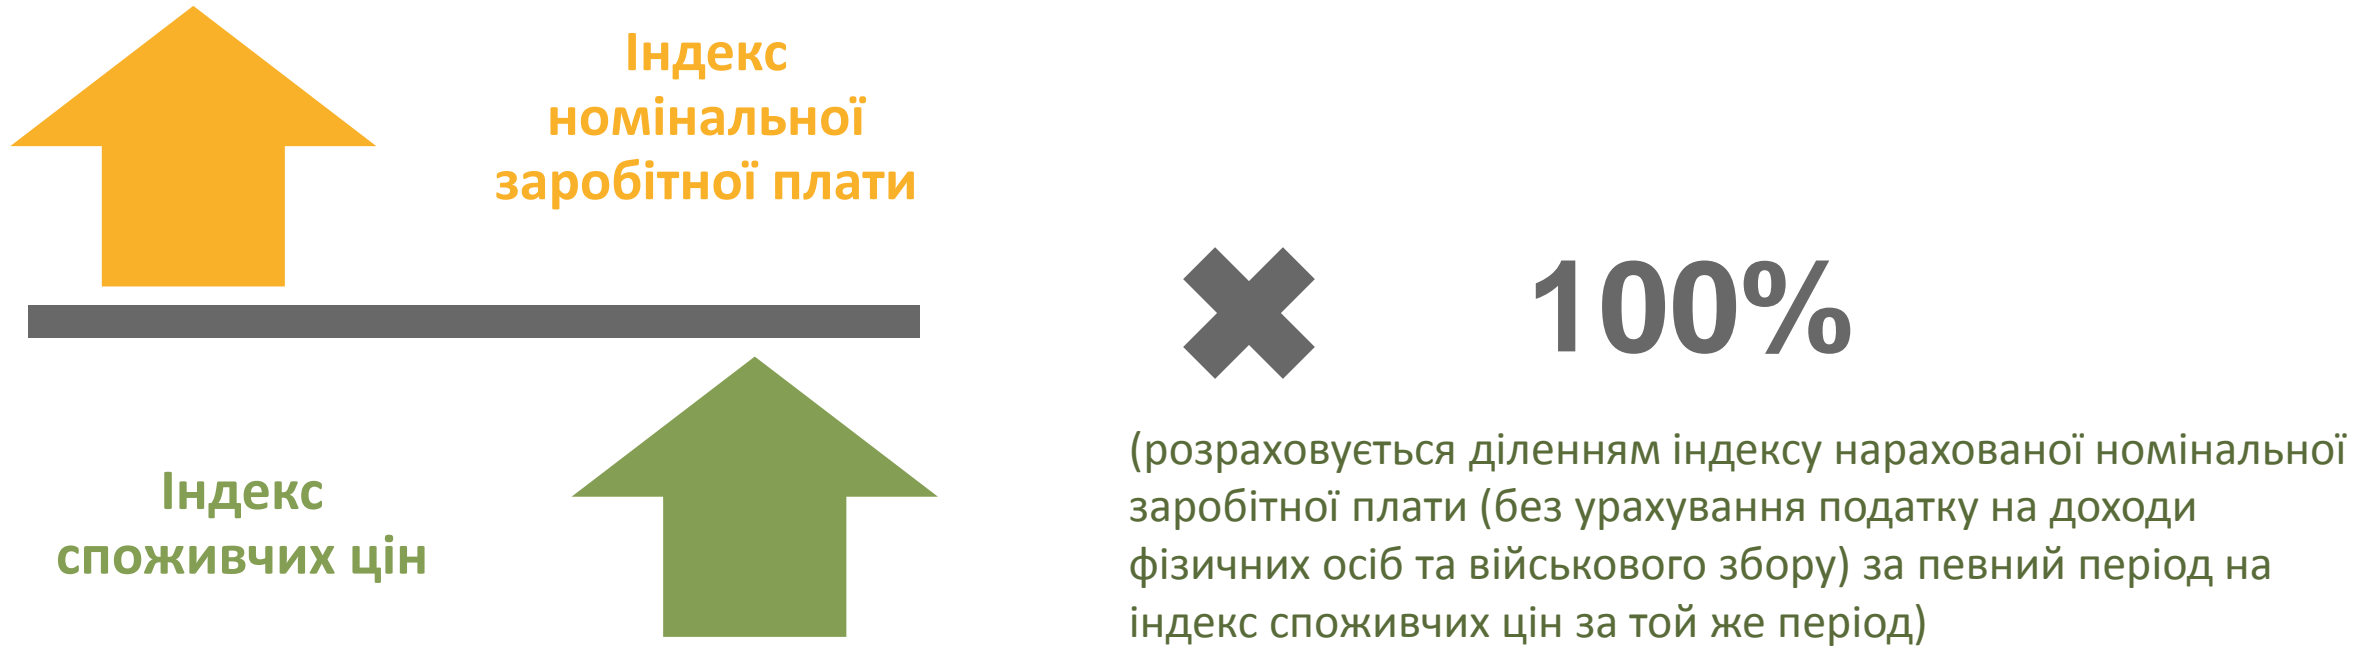 Індекс
номінальної
заробітної плати
100%
Індекс
споживчих цін
(розраховується діленням індексу нарахованої номінальної
заробітної плати (без урахування податку на доходи
фізичних осіб та військового збору) за певний період на
індекс споживчих цін за той же період)